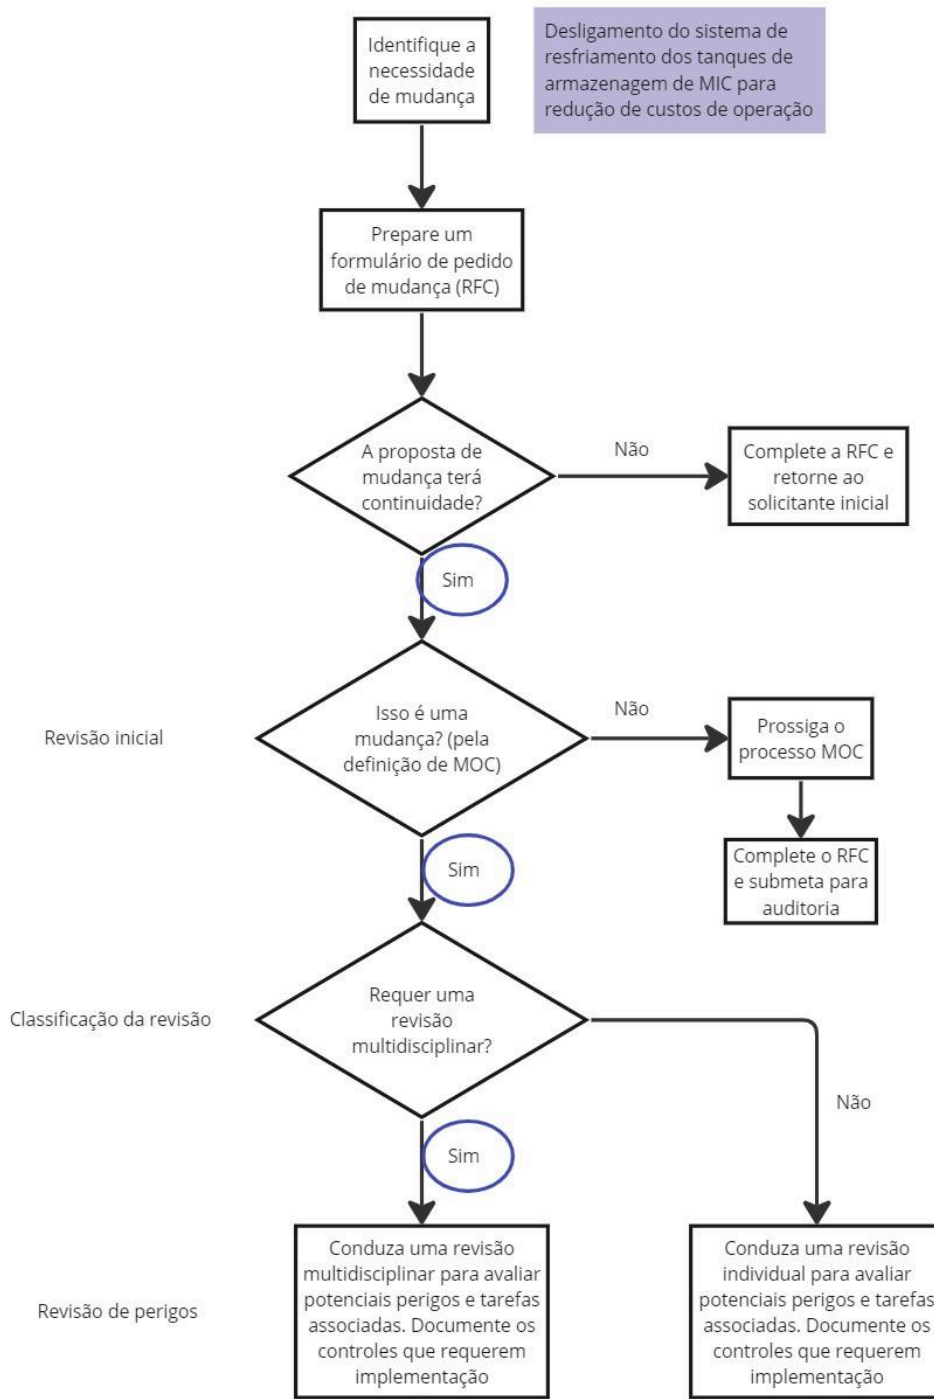 Identifique a
necessidade
de mudança
Desligamento do sistema de
resfriamento dos tanques de
armazenagem de MIC para
redução de custos de operação
Prepare um
formulário de pedido
de mudança (RFC)
A proposta de
mudança terá
continuidade?
Não
Complete a RFC e
retorne ao
solicitante inicial
Sim
Revisão inicial
Isso é uma
mudança? (pela
definição de MOC)
Não
Prossiga o
processo MOC
Complete o RFC
e submeta para
auditoria
Sim
Classificação da revisão
Requer uma
revisão
multidisciplinar?
Não
Sim
Revisão de perigos
Conduza uma revisão
multidisciplinar para avaliar
potenciais perigos e tarefas
associadas. Documente os
controles que requerem
implementação
Conduza uma revisão
individual para avaliar
potenciais perigos e tarefas
associadas. Documente os
controles que requerem
implementação